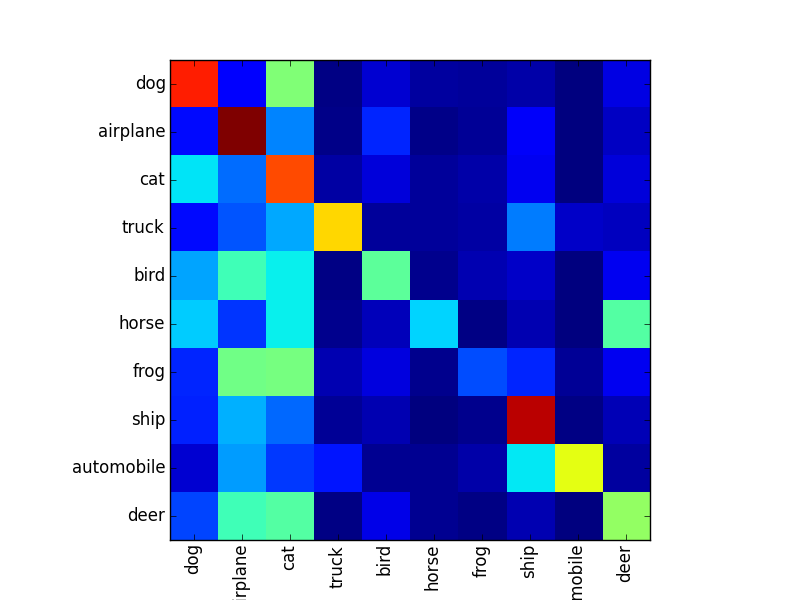 dog
airplane
cat
truck
bird
horse
frog
ship
automobile
deer
dog
irplane
cat
truck
bird
horse
frog
ship
mobile
deer